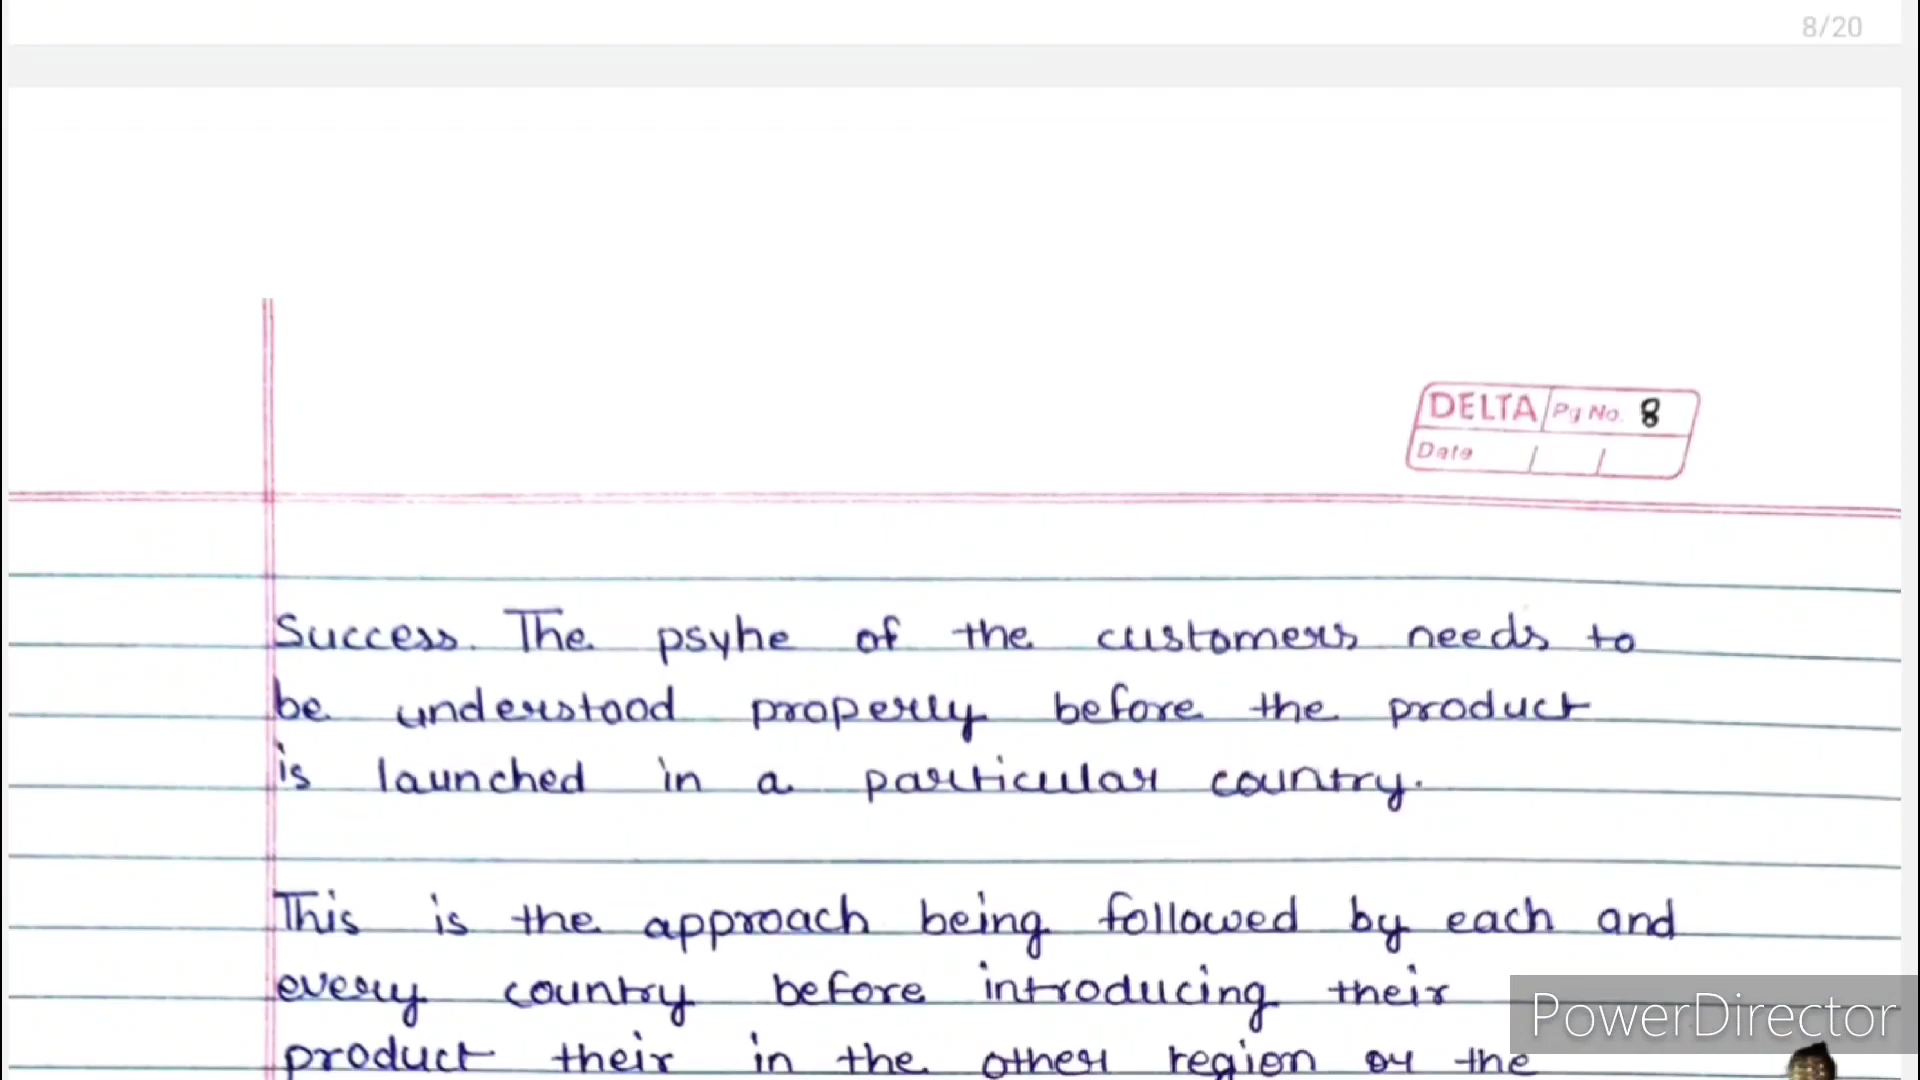 8/20
DELTA Pg No. 8
Date / /
Success. The psyhe of the customers needs to
be understood properly before the product
is launched in a particular country.
This is the approach being followed by each and
every country before introducing their
product their in the other region or the
PowerDirector